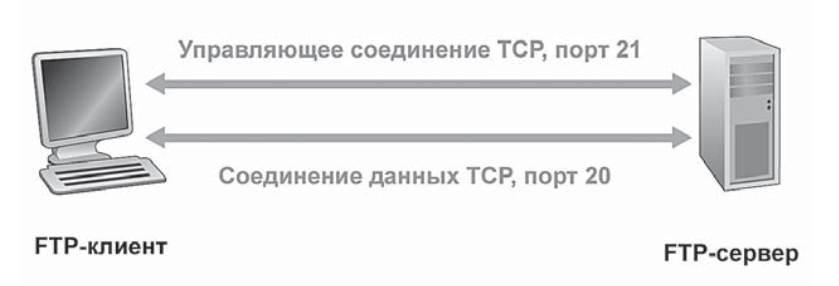 Управляющее соединение TCP, порт 21
Соединение данных TCP, порт 20
FTP-клиент
FTP-сервер